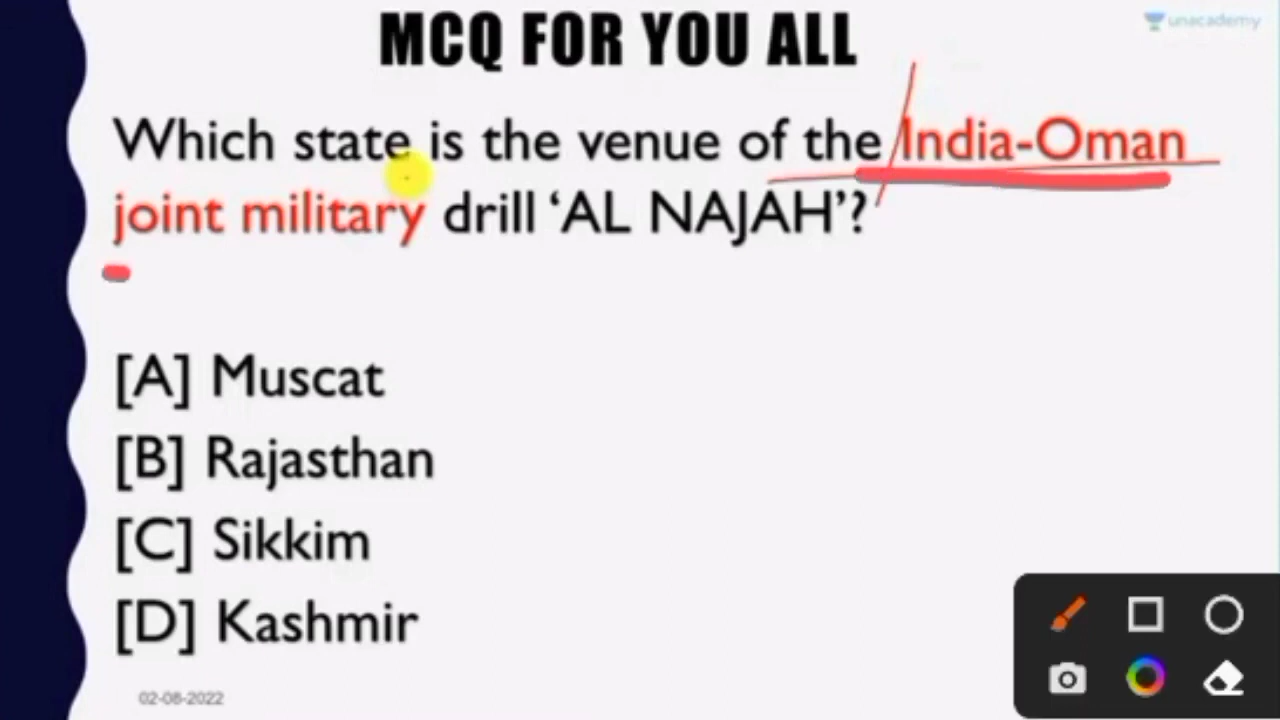 MCQ FOR YOU ALL
unacademy
Which state is the venue of the India-Oman
joint military drill ‘AL NAJAH’?
[A] Muscat
[B] Rajasthan
[C] Sikkim
[D] Kashmir
02-08-2022